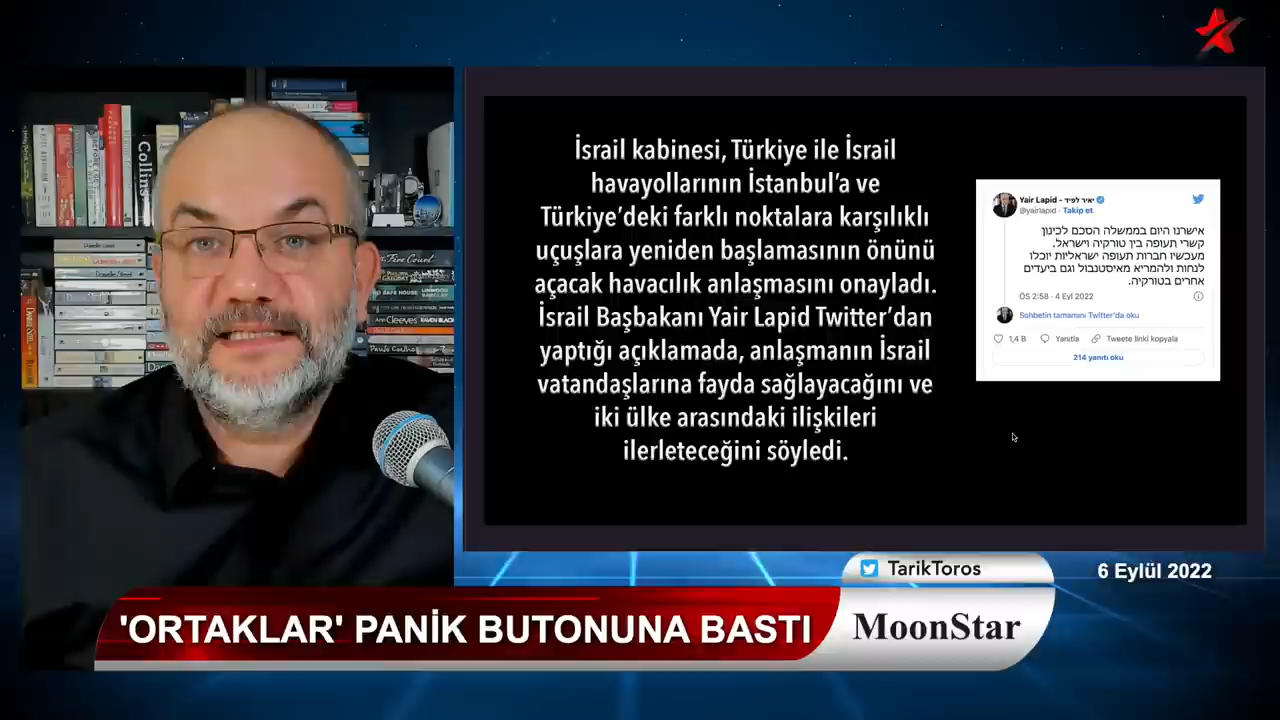 İsrail kabinesi, Türkiye ile İsrail
havayollarının İstanbul'a ve
Türkiye'deki farklı noktalara karşılıklı
uçuşlara yeniden başlamasının önünü
açacak havacılık anlaşmasını onayladı.
İsrail Başbakanı Yair Lapid Twitter'dan
yaptığı açıklamada, anlaşmanın İsrail
vatandaşlarına fayda sağlayacağını ve
iki ülke arasındaki ilişkileri
ilerleteceğini söyledi.
Yair Lapid - יאיר לפיד
@yairlapid · Takip et
אישרנו היום בממשלה הסכם לכינון
קשרי תעופה בין טורקיה וישראל.
מעכשיו חברות תעופה ישראליות יוכלו
לנחות ולהמריא מאיסטנבול וגם ביעדים
אחרים בטורקיה.
ÖS 2:58 · 4 Eyl 2022
Sohbetin tamamını Twitter'da oku
1,4 B Yanıtla Tweete linki kopyala
214 yanıtı oku
Collins
TarikToros
6 Eylül 2022
'ORTAKLAR' PANİK BUTONUNA BASTI
MoonStar